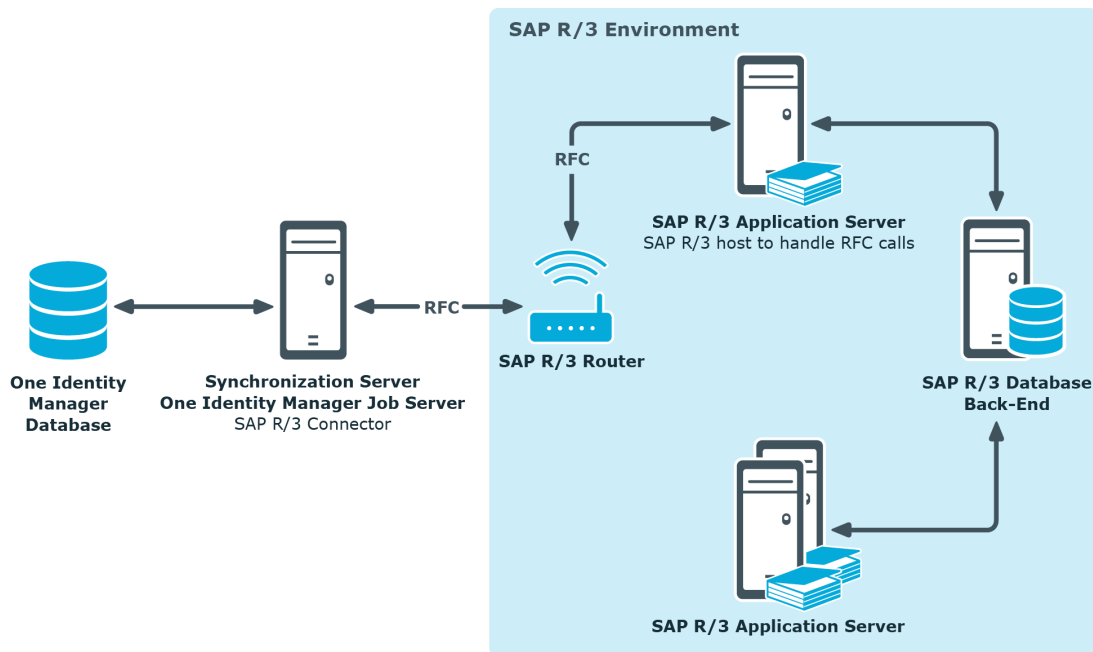 SAP R/3 Environment
RFC
SAP R/3 Application Server
SAP R/3 host to handle RFC calls
RFC
SAP R/3 Router
One Identity
Manager
Database
Synchronization Server
One Identity Manager Job Server
SAP R/3 Connector
SAP R/3 Database
Back-End
SAP R/3 Application Server